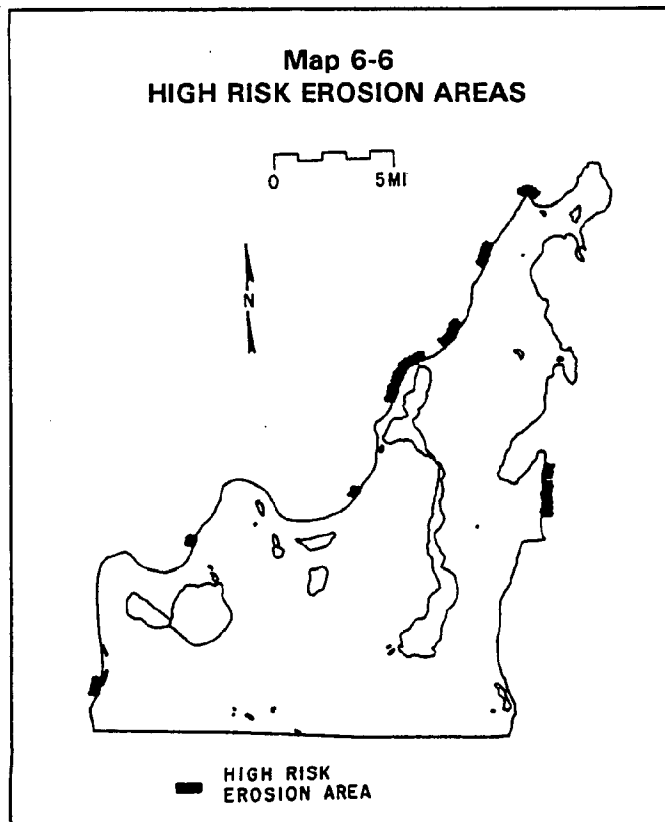 Map 6-6
HIGH RISK EROSION AREAS
0 5MI
N
HIGH RISK
EROSION AREA